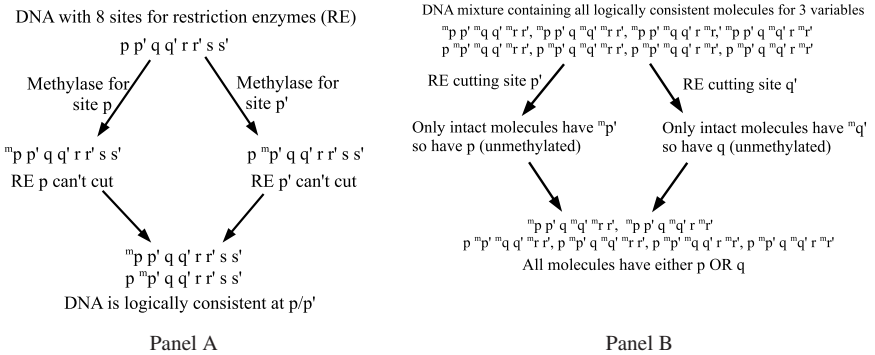 DNA with 8 sites for restriction enzymes (RE)
p p' q q' r r' s s'
Methylase for
site p
Methylase for
site p'
ᵐp p' q q' r r' s s'
p ᵐp' q q' r r' s s'
RE p can't cut
RE p' can't cut
ᵐp p' q q' r r' s s'
p ᵐp' q q' r r' s s'
DNA is logically consistent at p/p'
Panel A
DNA mixture containing all logically consistent molecules for 3 variables
ᵐp p' ᵐq q' ᵐr r', ᵐp p' q ᵐq' ᵐr r', ᵐp p' ᵐq q' r ᵐr,' ᵐp p' q ᵐq' r ᵐr'
p ᵐp' ᵐq q' ᵐr r', p ᵐp' q ᵐq' ᵐr r', p ᵐp' ᵐq q' r ᵐr', p ᵐp' q ᵐq' r ᵐr'
RE cutting site p'
RE cutting site q'
Only intact molecules have ᵐp'
so have p (unmethylated)
Only intact molecules have ᵐq'
so have q (unmethylated)
ᵐp p' q ᵐq' ᵐr r', ᵐp p' q ᵐq' r ᵐr'
p ᵐp' ᵐq q' ᵐr r', p ᵐp' q ᵐq' ᵐr r', p ᵐp' ᵐq q' r ᵐr', p ᵐp' q ᵐq' r ᵐr'
All molecules have either p OR q
Panel B